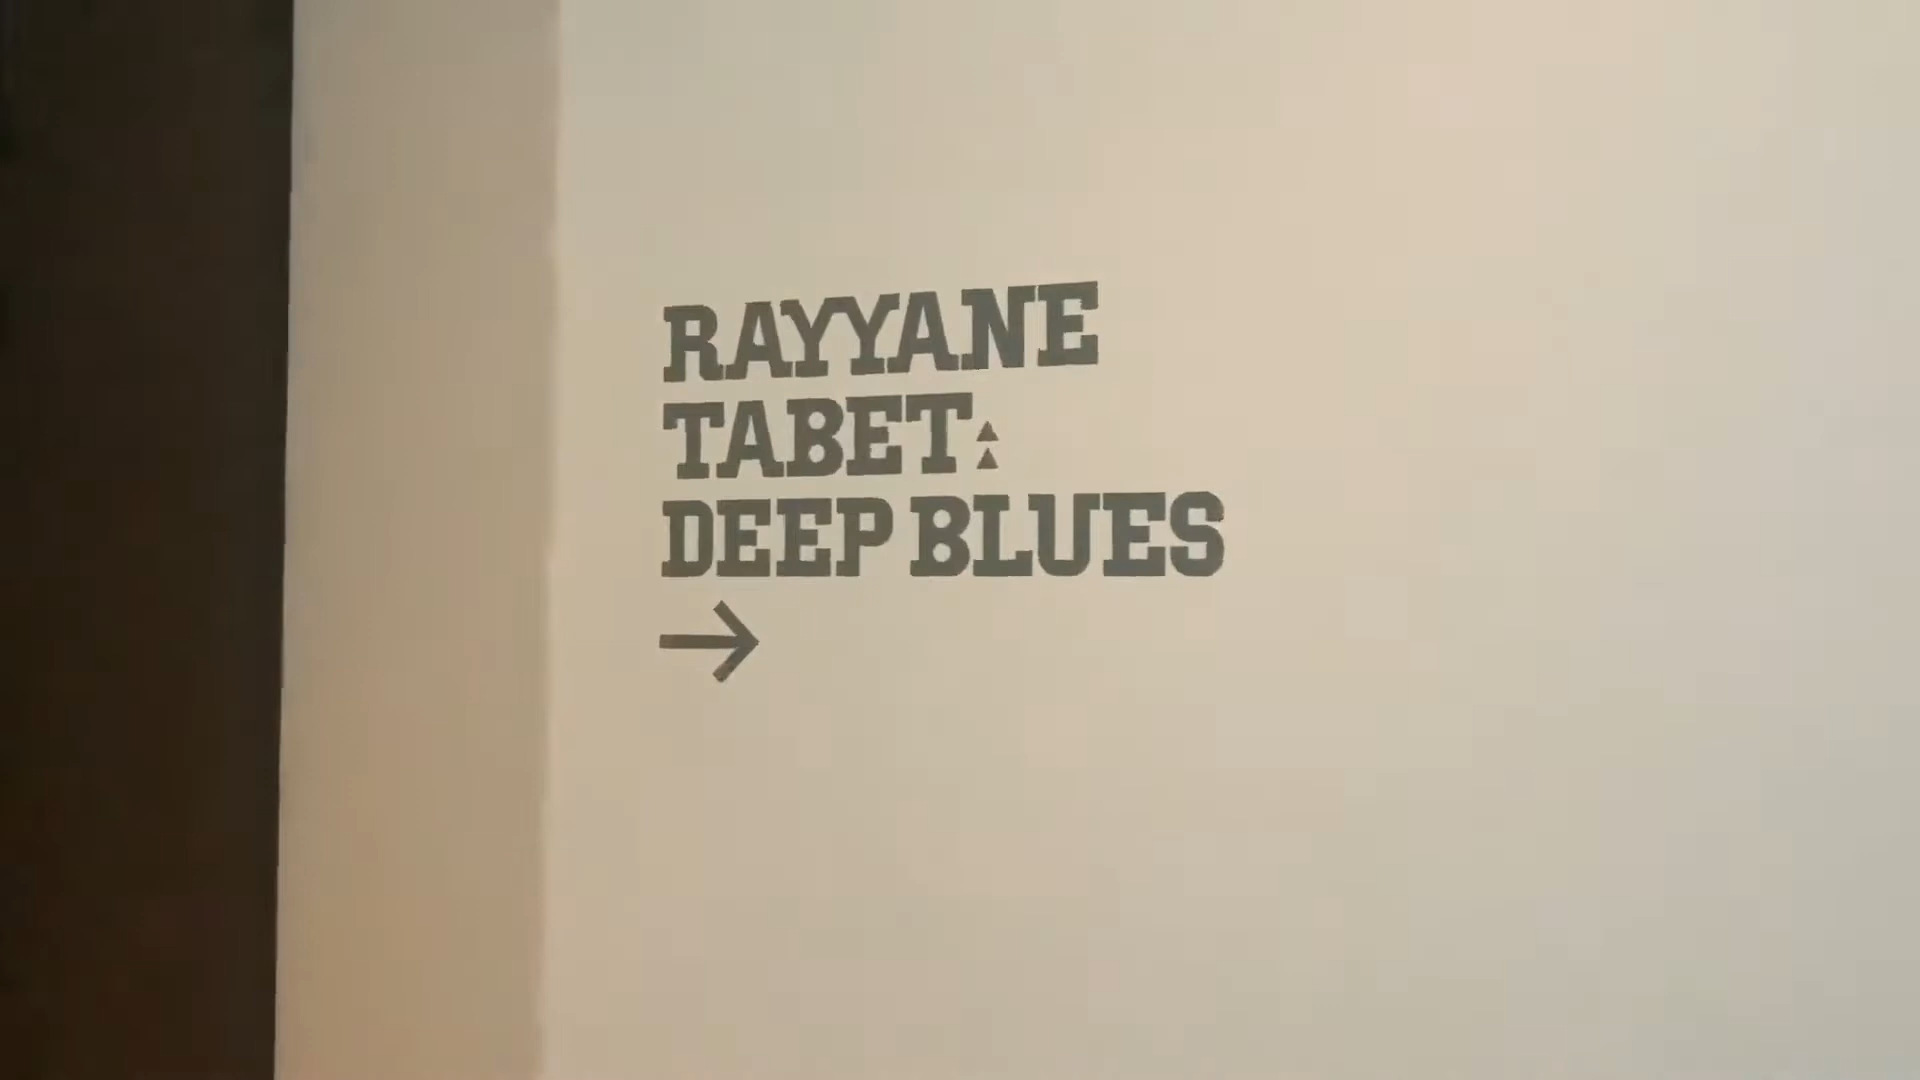 RAYYANE
TABET:
DEEP BLUES
→